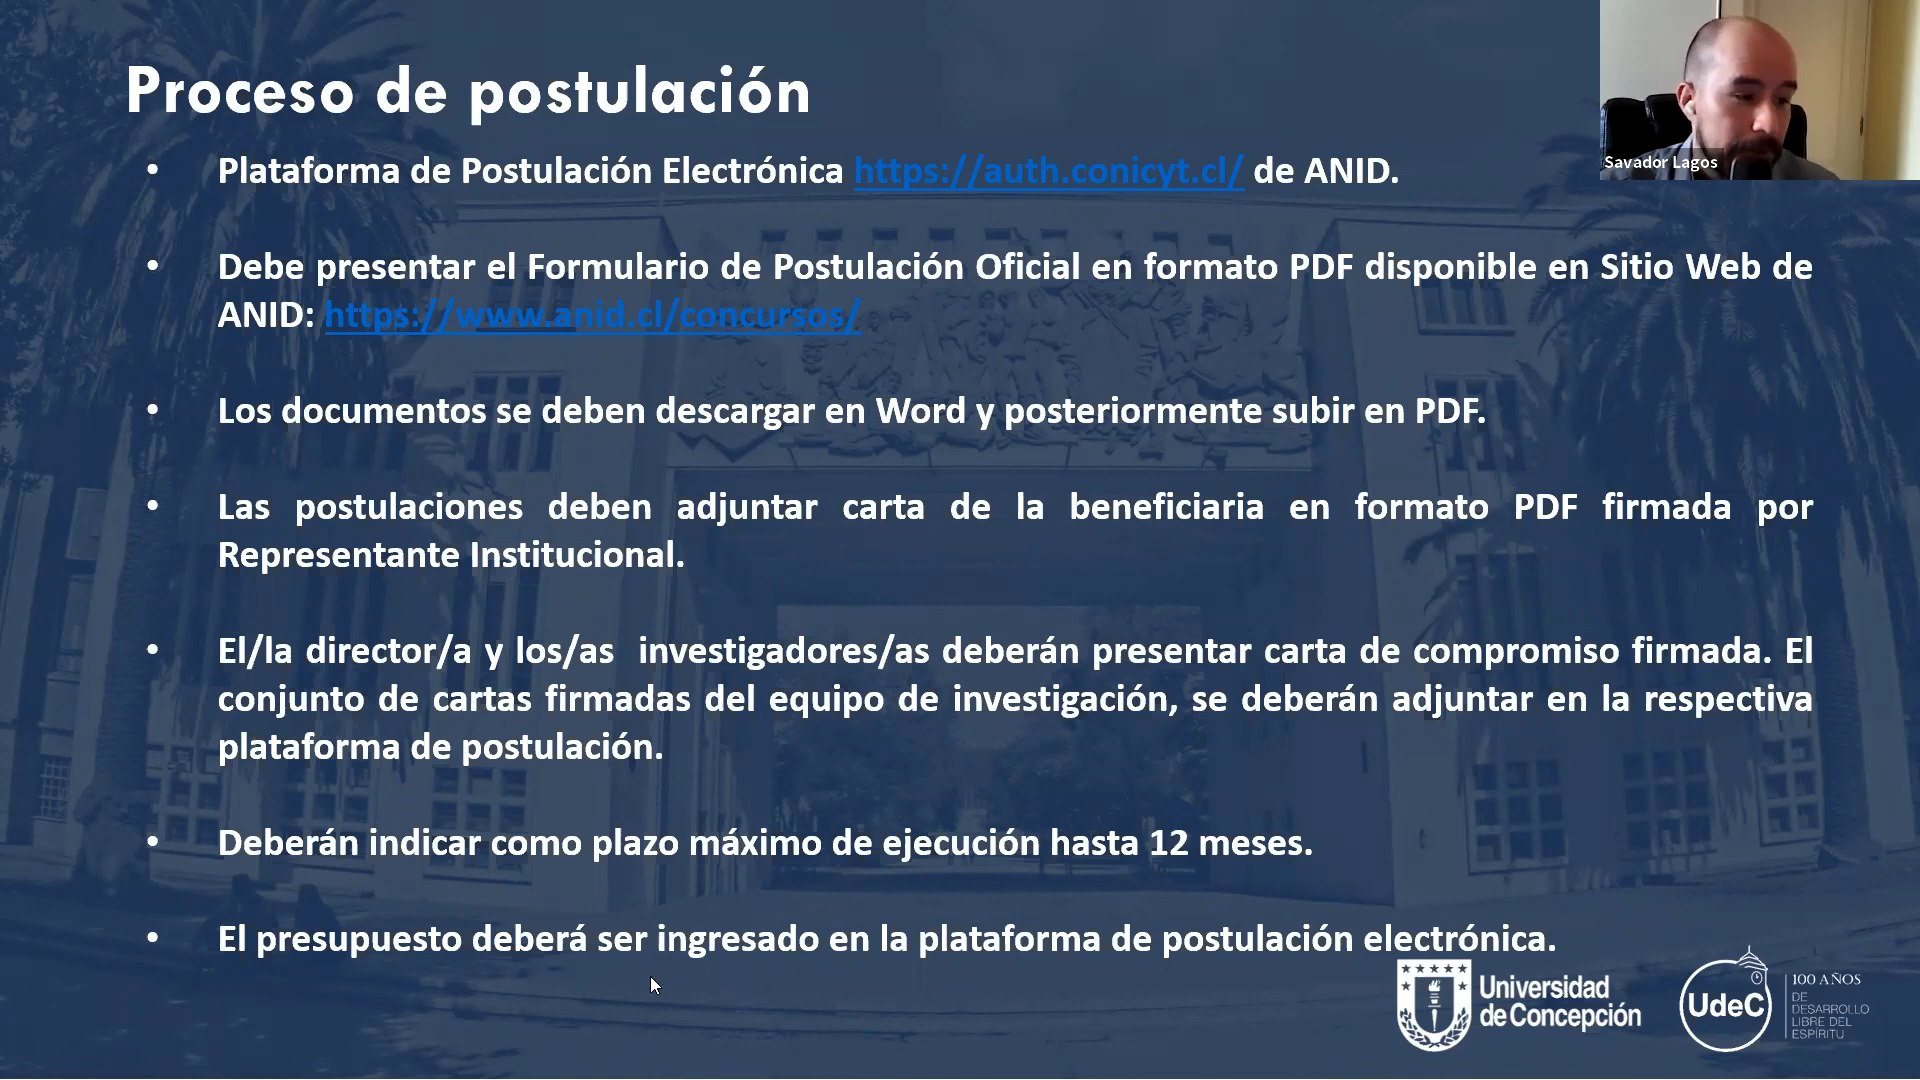 Proceso de postulación
Savador Lagos
• Plataforma de Postulación Electrónica https://auth.conicyt.cl/ de ANID.
• Debe presentar el Formulario de Postulación Oficial en formato PDF disponible en Sitio Web de
ANID: https://www.anid.cl/concursos/
• Los documentos se deben descargar en Word y posteriormente subir en PDF.
• Las postulaciones deben adjuntar carta de la beneficiaria en formato PDF firmada por
Representante Institucional.
• El/la director/a y los/as investigadores/as deberán presentar carta de compromiso firmada. El
conjunto de cartas firmadas del equipo de investigación, se deberán adjuntar en la respectiva
plataforma de postulación.
• Deberán indicar como plazo máximo de ejecución hasta 12 meses.
• El presupuesto deberá ser ingresado en la plataforma de postulación electrónica.
Universidad
de Concepción
UdeC
100 AÑOS
DE
DESARROLLO
LIBRE DEL
ESPÍRITU